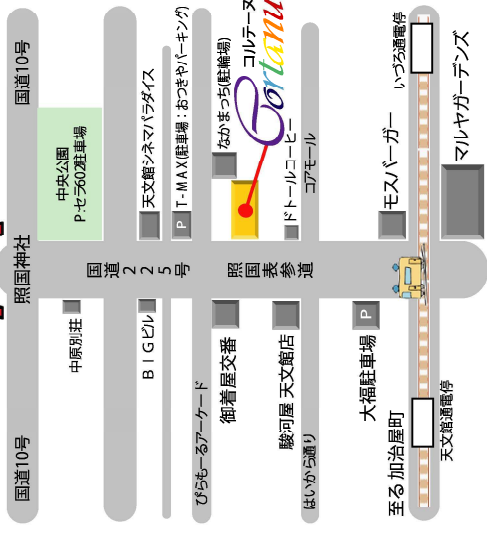 国道10号
中央公園
P:セラ602駐車場
天文館シネマパラダイス
T-MAX(駐車場：おつきやパーキング)
P
なかまっち(駐輪場)
コルテーヌ
Cortanu
ドトールコーヒー
コアモール
モスバーガー
いづろ通電停
マルヤガーデンズ
照国神社
国道225号
照国表参道
中原別荘
BIGビル
御着屋交番
駿河屋 天文館店
P
大福駐車場
国道10号
ぴらもーるアーケード
はいから通り
至る 加治屋町
天文館通電停